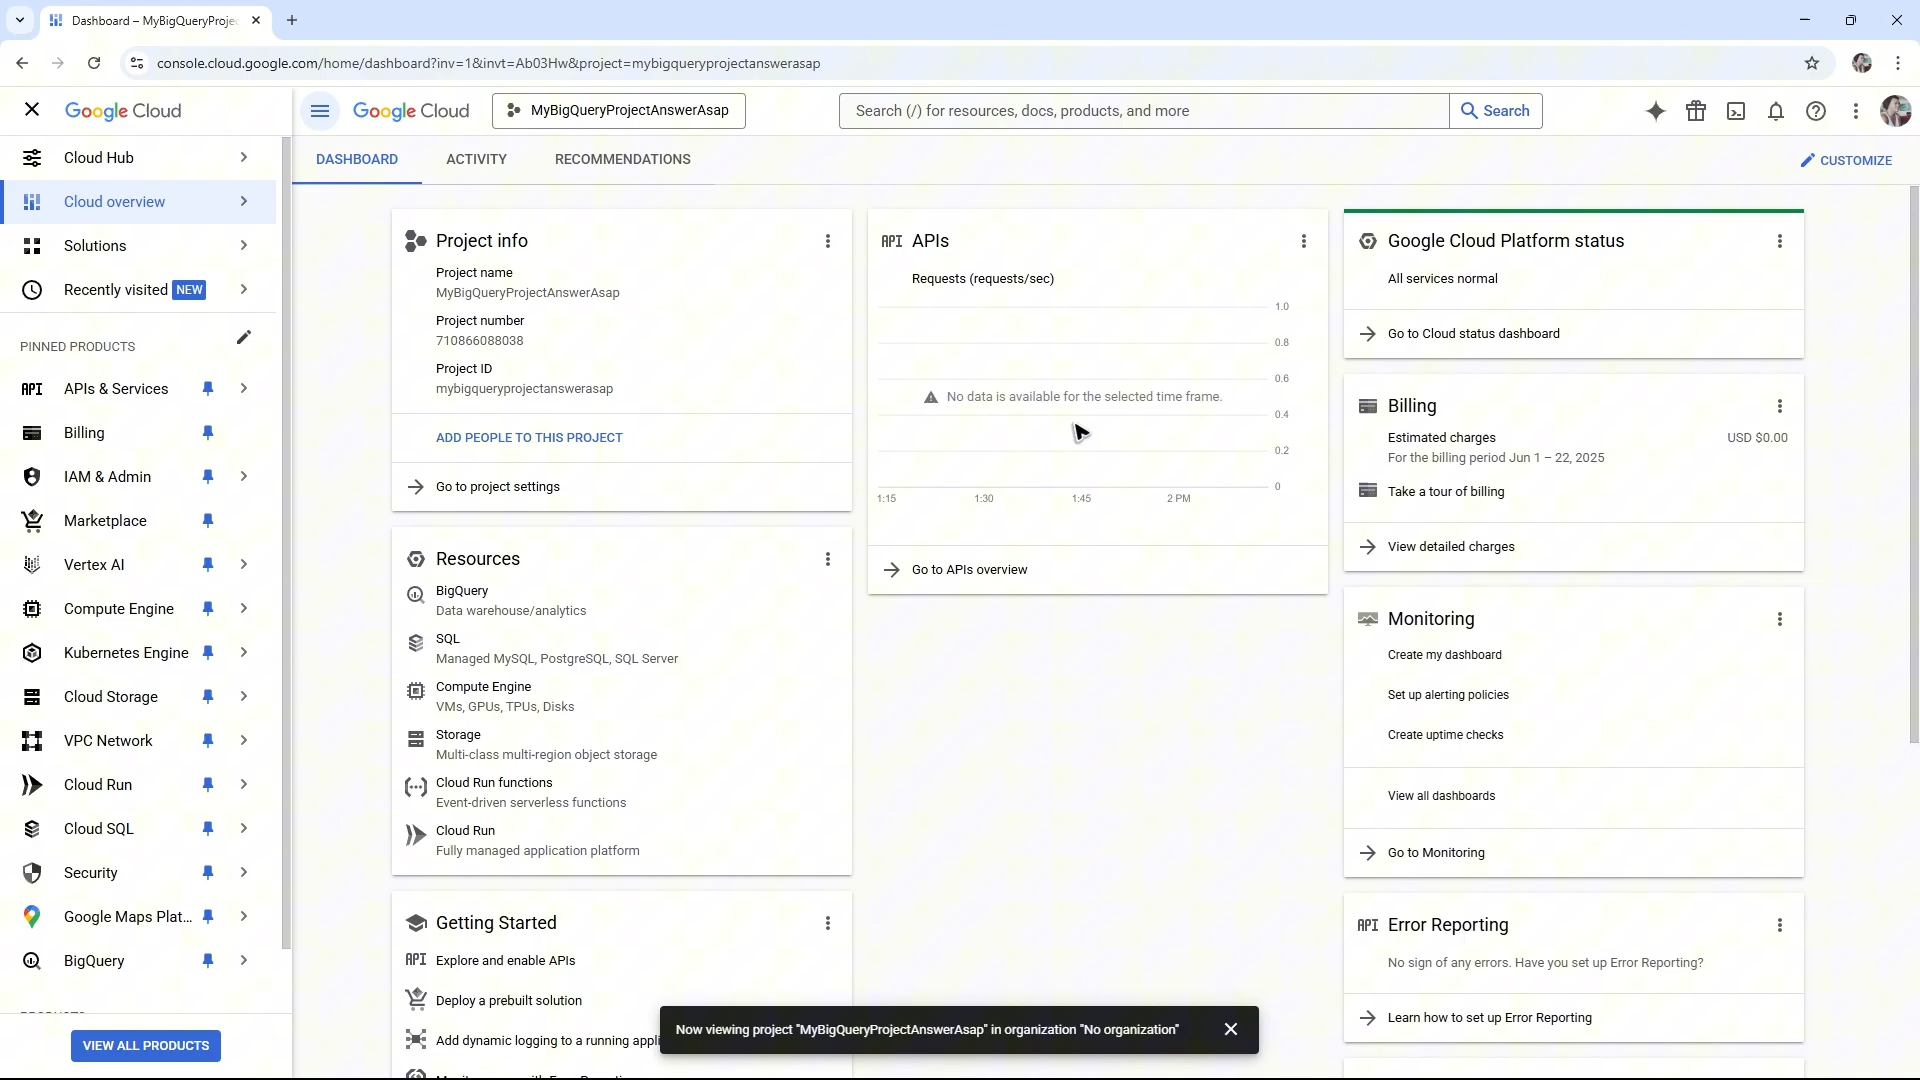 Dashboard – MyBigQueryProjec
console.cloud.google.com/home/dashboard?inv=1&invt=Ab03Hw&project=mybigqueryprojectanswerasap
Google Cloud
Google Cloud
MyBigQueryProjectAnswerAsap
Search (/) for resources, docs, products, and more
Search
Cloud Hub
Cloud overview
Solutions
Recently visited NEW
PINNED PRODUCTS
APIs & Services
Billing
IAM & Admin
Marketplace
Vertex AI
Compute Engine
Kubernetes Engine
Cloud Storage
VPC Network
Cloud Run
Cloud SQL
Security
Google Maps Plat...
BigQuery
VIEW ALL PRODUCTS
DASHBOARD
ACTIVITY
RECOMMENDATIONS
CUSTOMIZE
Project info
Project name
MyBigQueryProjectAnswerAsap
Project number
710866088038
Project ID
mybigqueryprojectanswerasap
ADD PEOPLE TO THIS PROJECT
Go to project settings
Resources
BigQuery
Data warehouse/analytics
SQL
Managed MySQL, PostgreSQL, SQL Server
Compute Engine
VMs, GPUs, TPUs, Disks
Storage
Multi-class multi-region object storage
Cloud Run functions
Event-driven serverless functions
Cloud Run
Fully managed application platform
Getting Started
API Explore and enable APIs
Deploy a prebuilt solution
Add dynamic logging to a running appli
API APIs
Requests (requests/sec)
1.0
0.8
0.6
No data is available for the selected time frame.
0.4
0.2
0
1:15 1:30 1:45 2 PM
Go to APIs overview
Google Cloud Platform status
All services normal
Go to Cloud status dashboard
Billing
Estimated charges USD $0.00
For the billing period Jun 1 – 22, 2025
Take a tour of billing
View detailed charges
Monitoring
Create my dashboard
Set up alerting policies
Create uptime checks
View all dashboards
Go to Monitoring
API Error Reporting
No sign of any errors. Have you set up Error Reporting?
Learn how to set up Error Reporting
Now viewing project "MyBigQueryProjectAnswerAsap" in organization "No organization"